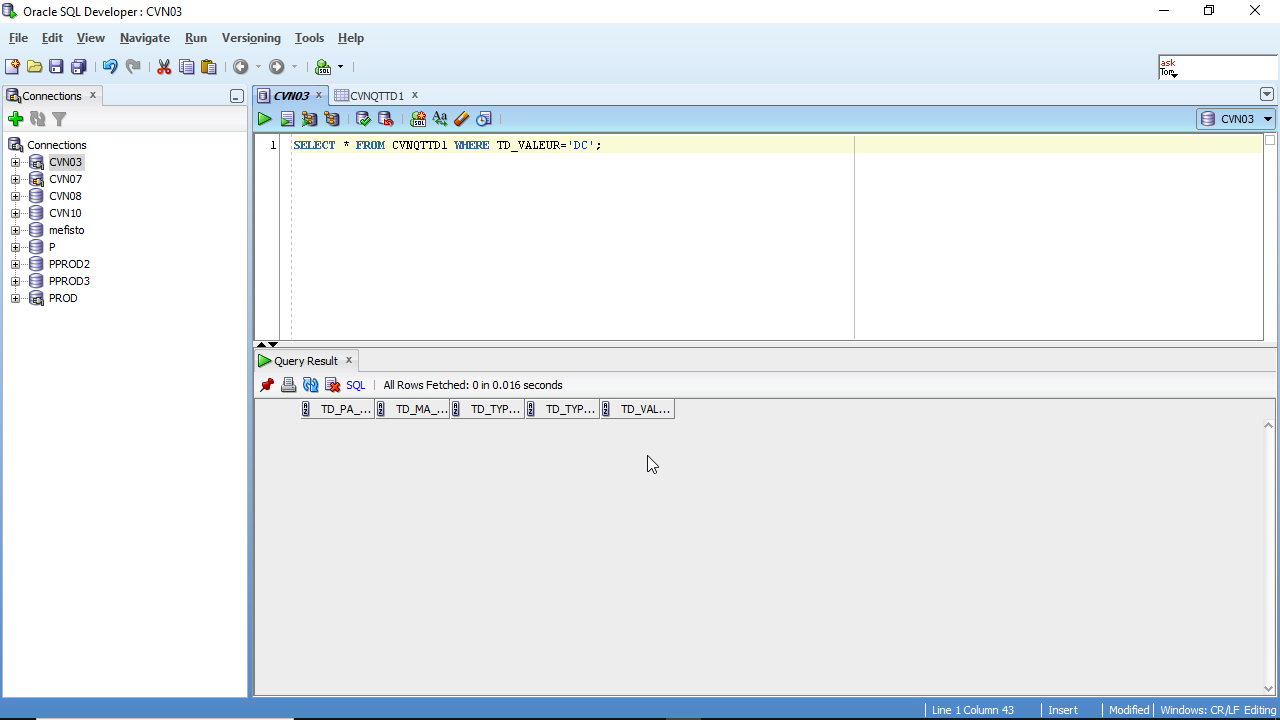 Oracle SQL Developer : CVN03
File Edit View Navigate Run Versioning Tools Help
ask
Tom
Connections x
CVN03 x
CVNQTTD1 x
CVN03
Connections
CVN03
CVN07
CVN08
CVN10
mefisto
P
PPROD2
PPROD3
PROD
1 SELECT * FROM CVNQTTD1 WHERE TD_VALEUR='DC';
Query Result x
SQL | All Rows Fetched: 0 in 0.016 seconds
TD_PA_... TD_MA_... TD_TYP... TD_TYP... TD_VAL...
Line 1 Column 43 | Insert | Modified | Windows: CR/LF Editing